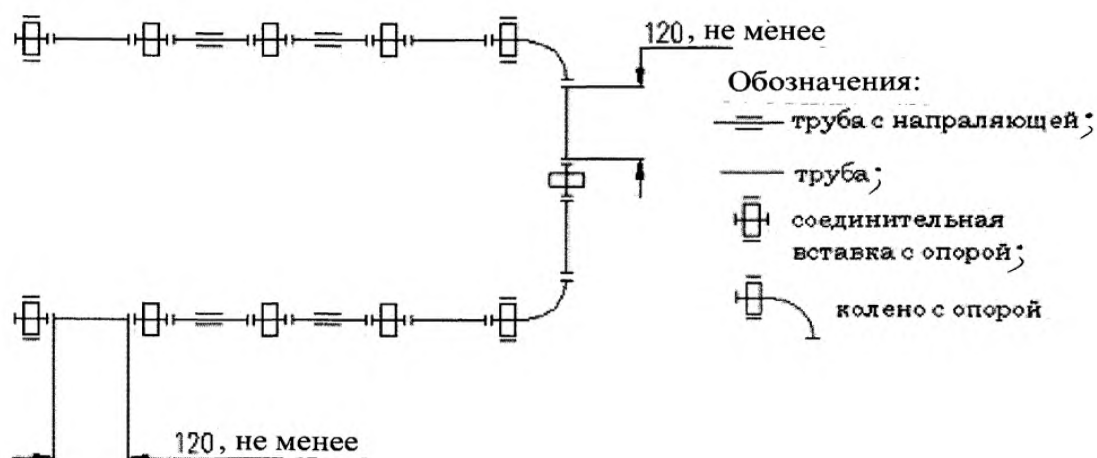 120, не менее
Обозначения:
труба с напраляющей;
труба;
соединительная
вставка с опорой;
колено с опорой
120, не менее